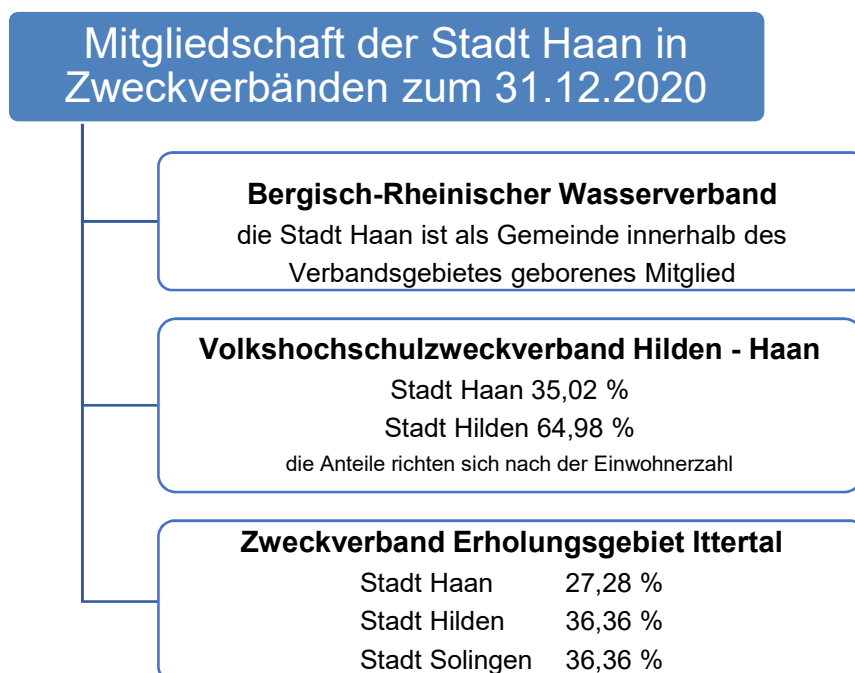 Mitgliedschaft der Stadt Haan in
Zweckverbänden zum 31.12.2020
Bergisch-Rheinischer Wasserverband
die Stadt Haan ist als Gemeinde innerhalb des
Verbandsgebietes geborenes Mitglied
Volkshochschulzweckverband Hilden - Haan
Stadt Haan 35,02 %
Stadt Hilden 64,98 %
die Anteile richten sich nach der Einwohnerzahl
Zweckverband Erholungsgebiet Ittertal
Stadt Haan 27,28 %
Stadt Hilden 36,36 %
Stadt Solingen 36,36 %